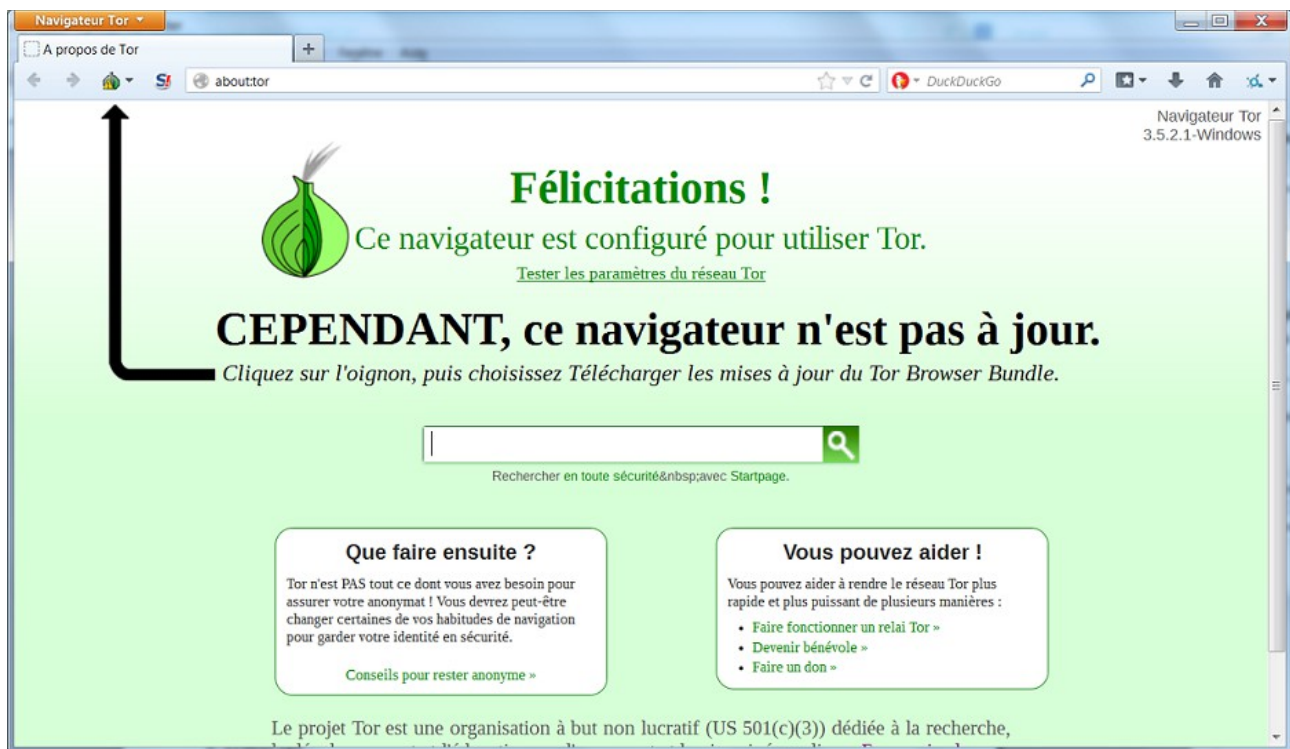 Navigateur Tor
A propos de Tor
about:tor
DuckDuckGo
Navigateur Tor
3.5.2.1-Windows
Félicitations !
Ce navigateur est configuré pour utiliser Tor.
Tester les paramètres du réseau Tor
CEPENDANT, ce navigateur n'est pas à jour.
Cliquez sur l'oignon, puis choisissez Télécharger les mises à jour du Tor Browser Bundle.
Rechercher en toute sécurité&nbsp;avec Startpage.
Que faire ensuite ?
Tor n'est PAS tout ce dont vous avez besoin pour
assurer votre anonymat ! Vous devrez peut-être
changer certaines de vos habitudes de navigation
pour garder votre identité en sécurité.
Conseils pour rester anonyme »
Vous pouvez aider !
Vous pouvez aider à rendre le réseau Tor plus
rapide et plus puissant de plusieurs manières :
• Faire fonctionner un relai Tor »
• Devenir bénévole »
• Faire un don »
Le projet Tor est une organisation à but non lucratif (US 501(c)(3)) dédiée à la recherche,